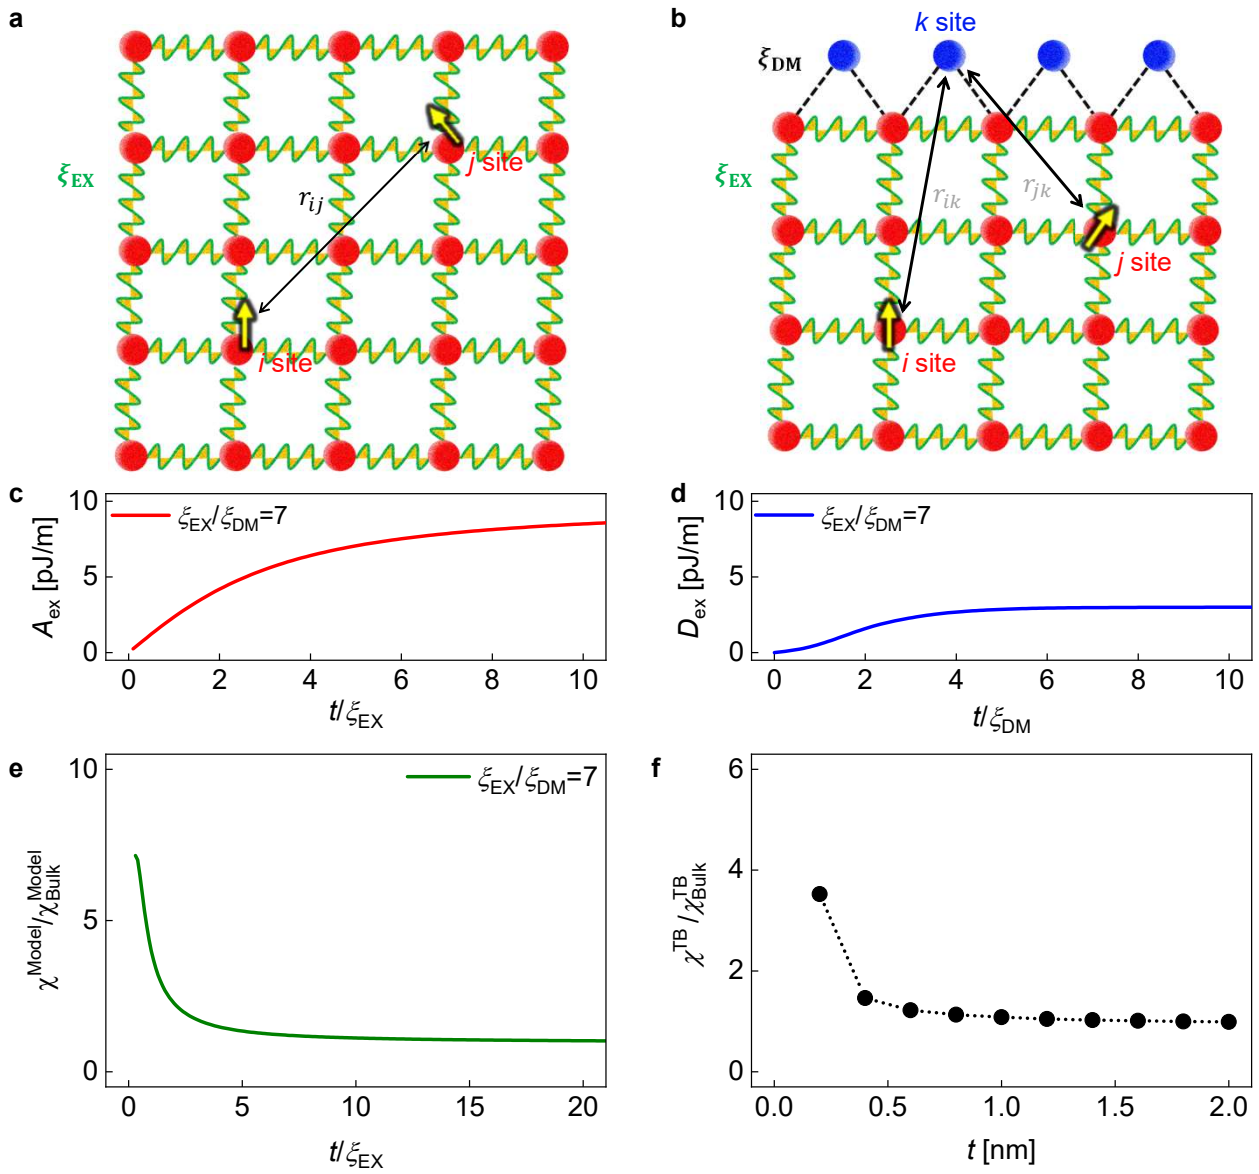 a
ξEX
rij
j site
i site
b
k site
ξDM
ξEX
rik
rjk
j site
i site
c
10
5
0
Aex [pJ/m]
ξEX/ξDM=7
0 2 4 6 8 10
t/ξEX
d
10
5
0
Dex [pJ/m]
ξEX/ξDM=7
0 2 4 6 8 10
t/ξDM
e
10
5
0
χModel/χModelBulk
ξEX/ξDM=7
0 5 10 15 20
t/ξEX
f
6
4
2
0
χTB/χTBBulk
0.0 0.5 1.0 1.5 2.0
t [nm]